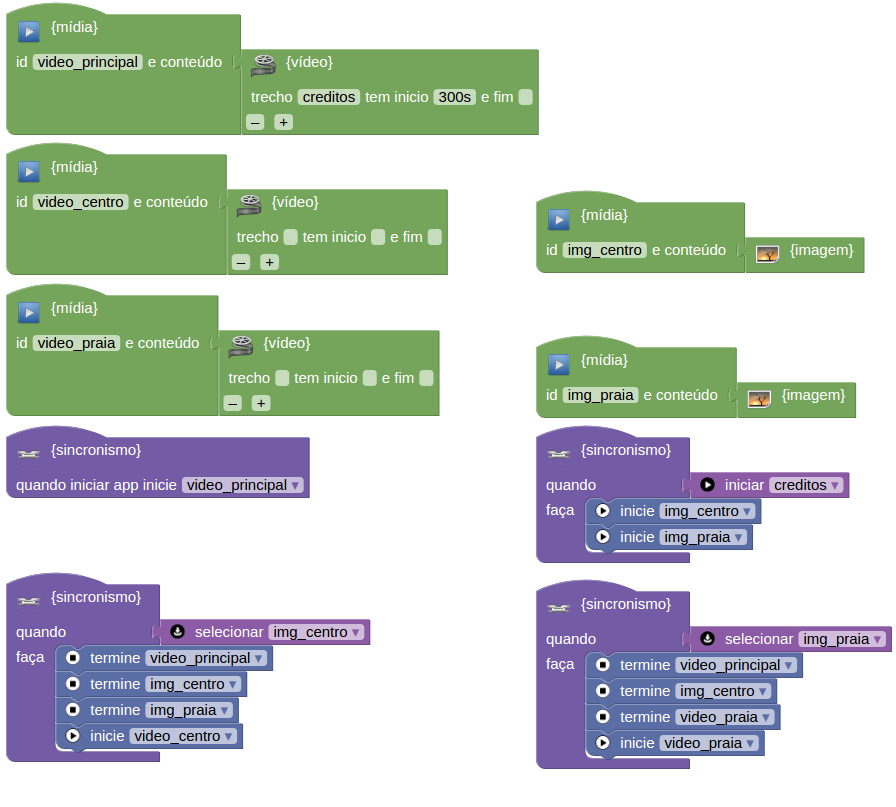 {mídia}
id video_principal e conteúdo {vídeo}
trecho creditos tem inicio 300s e fim
– +
{mídia}
id video_centro e conteúdo {vídeo}
trecho tem inicio e fim
– +
{mídia}
id img_centro e conteúdo {imagem}
{mídia}
id video_praia e conteúdo {vídeo}
trecho tem inicio e fim
– +
{mídia}
id img_praia e conteúdo {imagem}
{sincronismo}
quando iniciar app inicie video_principal
{sincronismo}
quando iniciar creditos
faça inicie img_centro
inicie img_praia
{sincronismo}
quando selecionar img_centro
faça termine video_principal
termine img_centro
termine img_praia
inicie video_centro
{sincronismo}
quando selecionar img_praia
faça termine video_principal
termine img_centro
termine video_praia
inicie video_praia